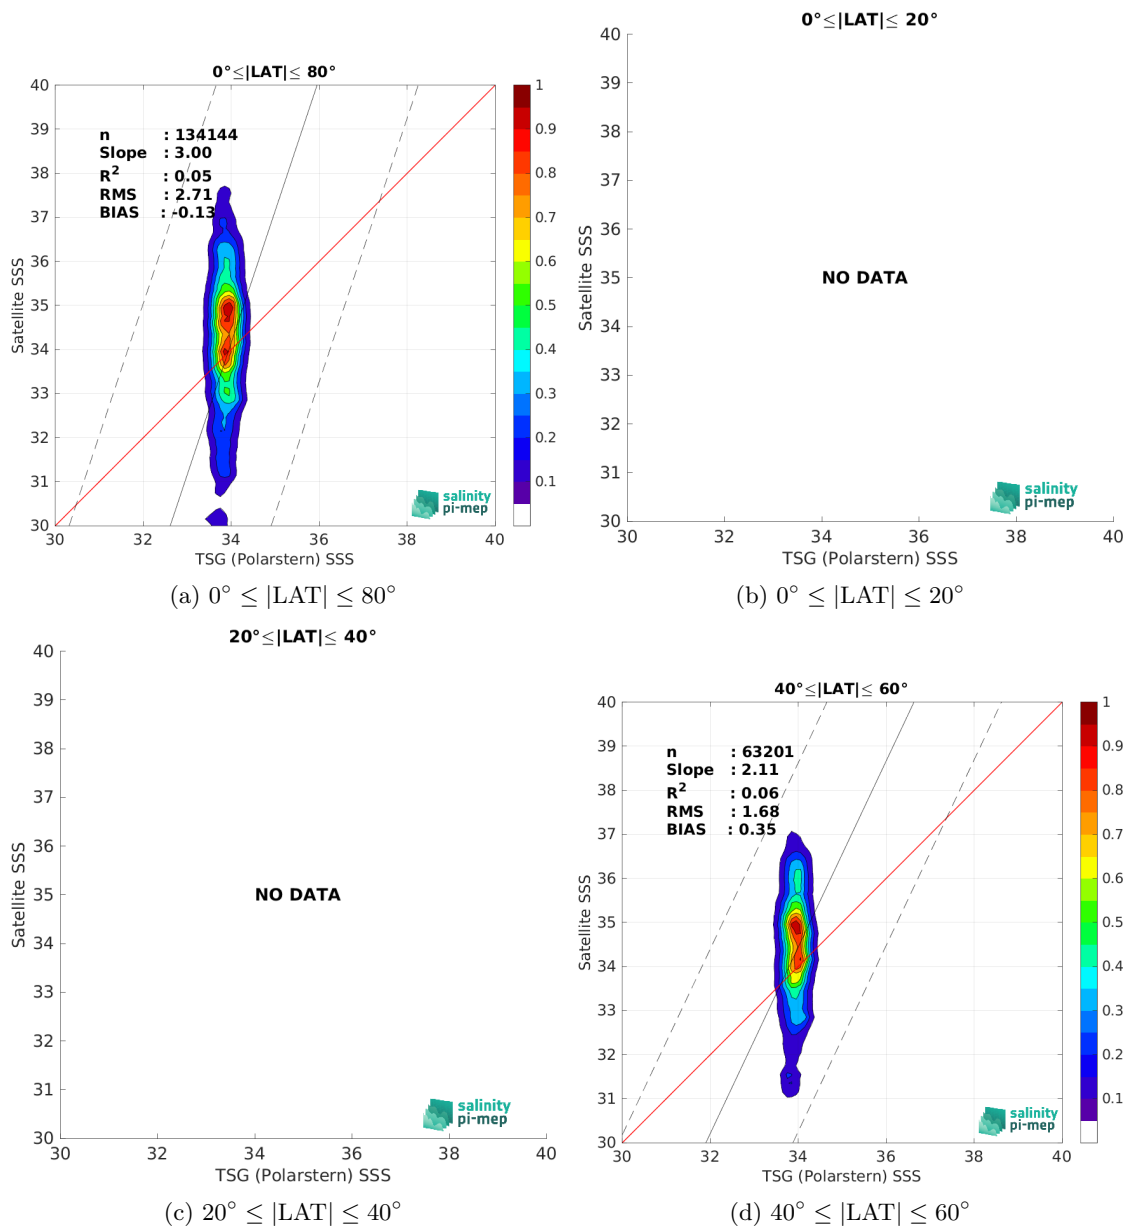 0°≤|LAT|≤ 80°
40
39
38
37
36
35
34
33
32
31
30
Satellite SSS
n : 134144
Slope : 3.00
R² : 0.05
RMS : 2.71
BIAS : -0.13
salinity
pi-mep
30 32 34 36 38 40
TSG (Polarstern) SSS
1
0.9
0.8
0.7
0.6
0.5
0.4
0.3
0.2
0.1
(a) 0° ≤ |LAT| ≤ 80°
0°≤|LAT|≤ 20°
40
39
38
37
36
35
34
33
32
31
30
Satellite SSS
NO DATA
salinity
pi-mep
30 32 34 36 38 40
TSG (Polarstern) SSS
(b) 0° ≤ |LAT| ≤ 20°
20°≤|LAT|≤ 40°
40
39
38
37
36
35
34
33
32
31
30
Satellite SSS
NO DATA
salinity
pi-mep
30 32 34 36 38 40
TSG (Polarstern) SSS
(c) 20° ≤ |LAT| ≤ 40°
40°≤|LAT|≤ 60°
40
39
38
37
36
35
34
33
32
31
30
Satellite SSS
n : 63201
Slope : 2.11
R² : 0.06
RMS : 1.68
BIAS : 0.35
salinity
pi-mep
30 32 34 36 38 40
TSG (Polarstern) SSS
1
0.9
0.8
0.7
0.6
0.5
0.4
0.3
0.2
0.1
(d) 40° ≤ |LAT| ≤ 60°